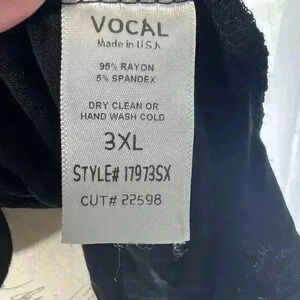 VOCAL
Made in U.S.A
95% RAYON
5% SPANDEX
DRY CLEAN OR
HAND WASH COLD
3XL
STYLE# 17973SX
CUT# 22598